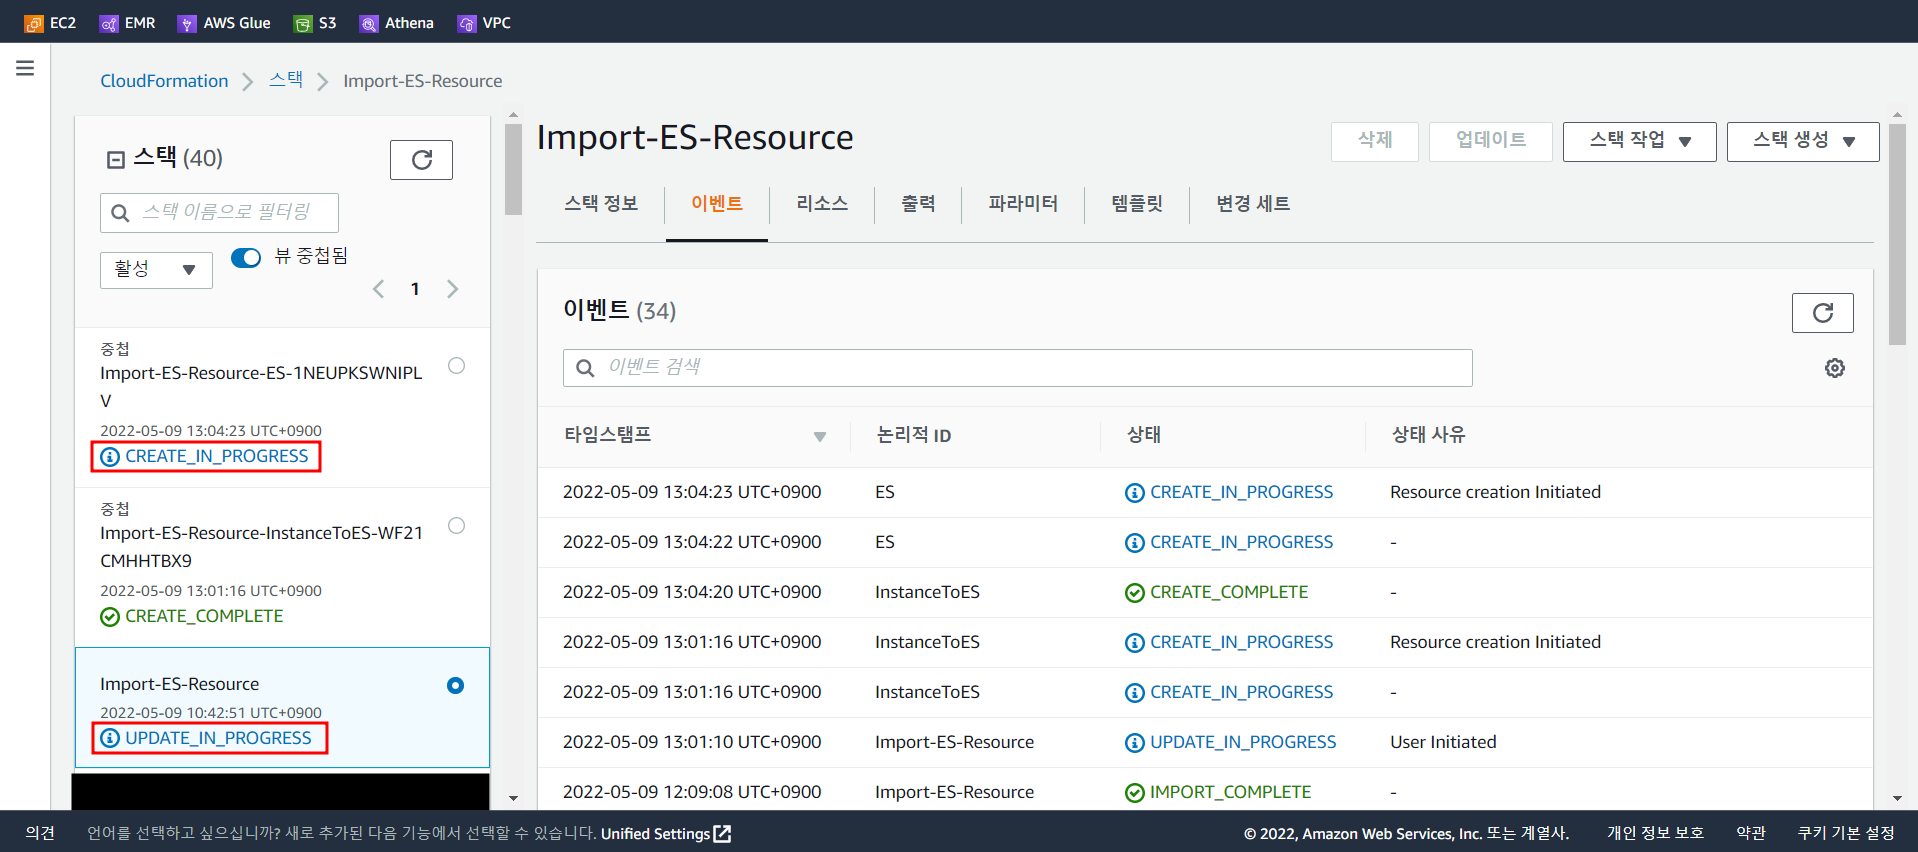 EC2 EMR AWS Glue S3 Athena VPC
CloudFormation 스택 Import-ES-Resource
스택 (40)
스택 이름으로 필터링
활성 뷰 중첩됨
1
중첩
Import-ES-Resource-ES-1NEUPKSWNIPL
V
2022-05-09 13:04:23 UTC+0900
CREATE_IN_PROGRESS
중첩
Import-ES-Resource-InstanceToES-WF21
CMHHTBX9
2022-05-09 13:01:16 UTC+0900
CREATE_COMPLETE
Import-ES-Resource
2022-05-09 10:42:51 UTC+0900
UPDATE_IN_PROGRESS
Import-ES-Resource
삭제 업데이트 스택 작업 스택 생성
스택 정보 이벤트 리소스 출력 파라미터 템플릿 변경 세트
이벤트 (34)
이벤트 검색
타임스탬프 논리적 ID 상태 상태 사유
2022-05-09 13:04:23 UTC+0900 ES CREATE_IN_PROGRESS Resource creation Initiated
2022-05-09 13:04:22 UTC+0900 ES CREATE_IN_PROGRESS -
2022-05-09 13:04:20 UTC+0900 InstanceToES CREATE_COMPLETE -
2022-05-09 13:01:16 UTC+0900 InstanceToES CREATE_IN_PROGRESS Resource creation Initiated
2022-05-09 13:01:16 UTC+0900 InstanceToES CREATE_IN_PROGRESS -
2022-05-09 13:01:10 UTC+0900 Import-ES-Resource UPDATE_IN_PROGRESS User Initiated
2022-05-09 12:09:08 UTC+0900 Import-ES-Resource IMPORT_COMPLETE -
의견 언어를 선택하고 싶으십니까? 새로 추가된 다음 기능에서 선택할 수 있습니다. Unified Settings © 2022, Amazon Web Services, Inc. 또는 계열사. 개인 정보 보호 약관 쿠키 기본 설정